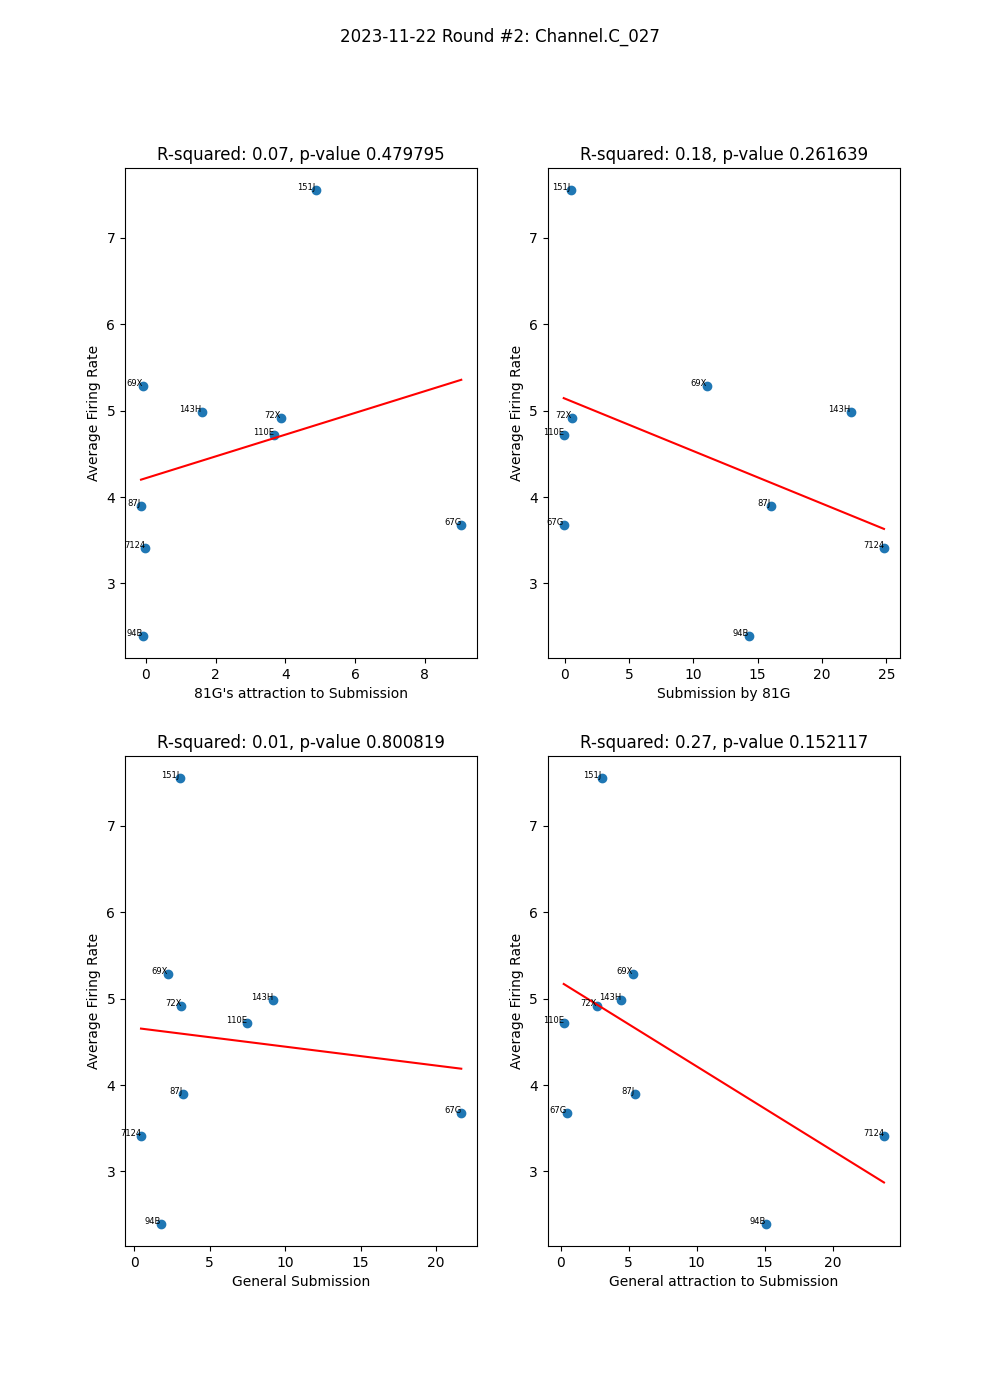 2023-11-22 Round #2: Channel.C_027
R-squared: 0.07, p-value 0.479795
R-squared: 0.18, p-value 0.261639
151J
69X
143H
72X
110E
87J
67G
7124
94B
7
6
5
4
3
Average Firing Rate
0 2 4 6 8
81G's attraction to Submission
151J
69X
143H
72X
110E
87J
67G
7124
94B
7
6
5
4
3
Average Firing Rate
0 5 10 15 20 25
Submission by 81G
R-squared: 0.01, p-value 0.800819
R-squared: 0.27, p-value 0.152117
151J
69X
143H
72X
110E
87J
67G
7124
94B
7
6
5
4
3
Average Firing Rate
0 5 10 15 20
General Submission
151J
69X
143H
72X
110E
87J
67G
7124
94B
7
6
5
4
3
Average Firing Rate
0 5 10 15 20
General attraction to Submission